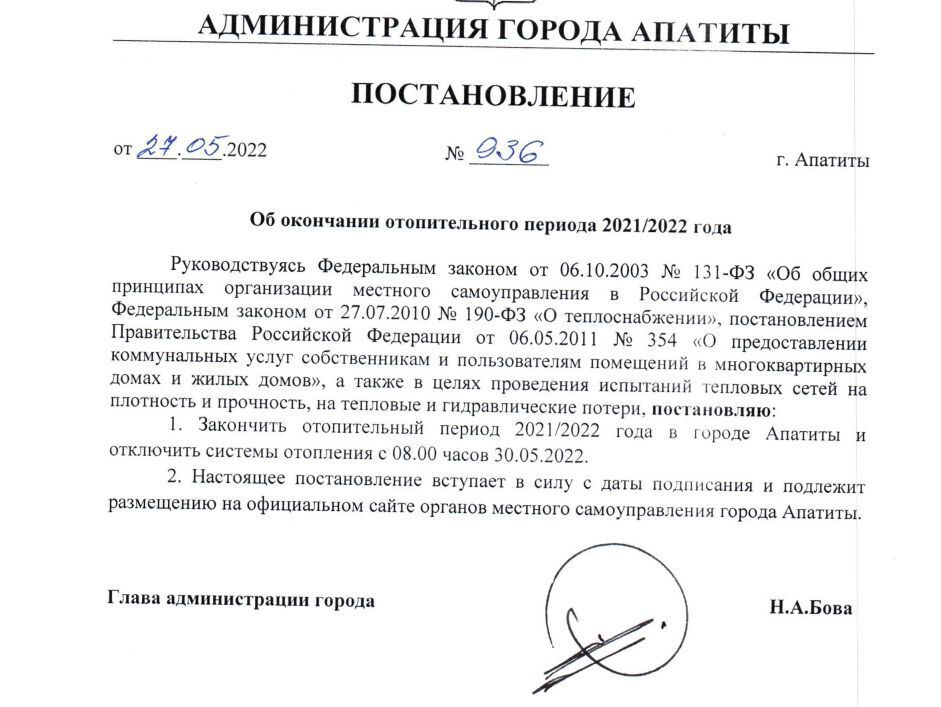 АДМИНИСТРАЦИЯ ГОРОДА АПАТИТЫ
ПОСТАНОВЛЕНИЕ
от 27.05.2022 № 936 г. Апатиты
Об окончании отопительного периода 2021/2022 года
Руководствуясь Федеральным законом от 06.10.2003 № 131-ФЗ «Об общих
принципах организации местного самоуправления в Российской Федерации»,
Федеральным законом от 27.07.2010 № 190-ФЗ «О теплоснабжении», постановлением
Правительства Российской Федерации от 06.05.2011 № 354 «О предоставлении
коммунальных услуг собственникам и пользователям помещений в многоквартирных
домах и жилых домов», а также в целях проведения испытаний тепловых сетей на
плотность и прочность, на тепловые и гидравлические потери, постановляю:
1. Закончить отопительный период 2021/2022 года в городе Апатиты и
отключить системы отопления с 08.00 часов 30.05.2022.
2. Настоящее постановление вступает в силу с даты подписания и подлежит
размещению на официальном сайте органов местного самоуправления города Апатиты.
Глава администрации города Н.А.Бова